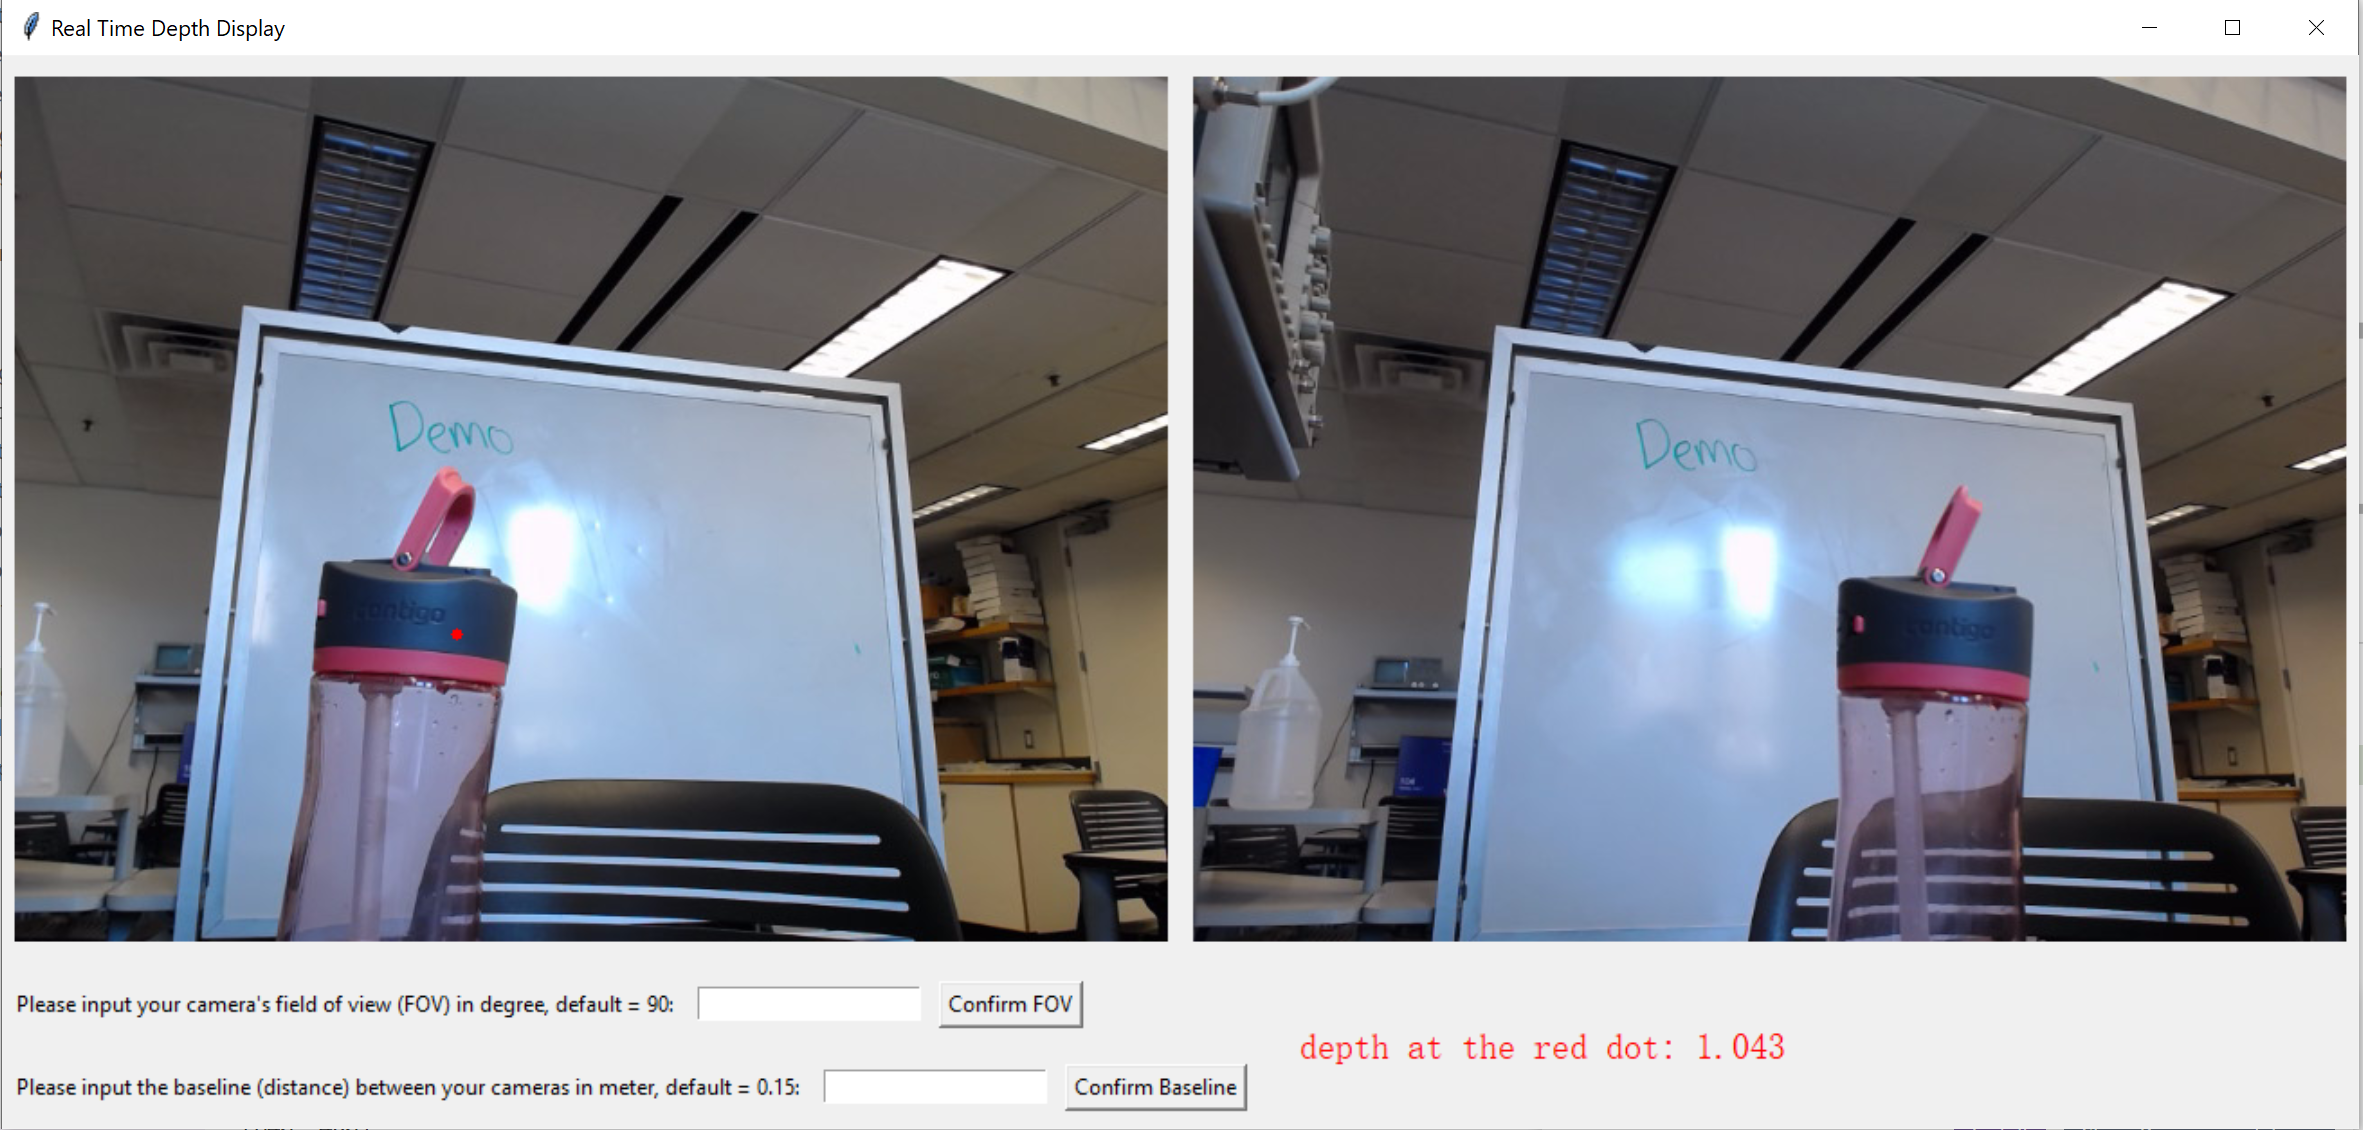 Real Time Depth Display
Demo
Demo
contigo
contigo
Please input your camera's field of view (FOV) in degree, default = 90:
Confirm FOV
depth at the red dot: 1.043
Please input the baseline (distance) between your cameras in meter, default = 0.15:
Confirm Baseline